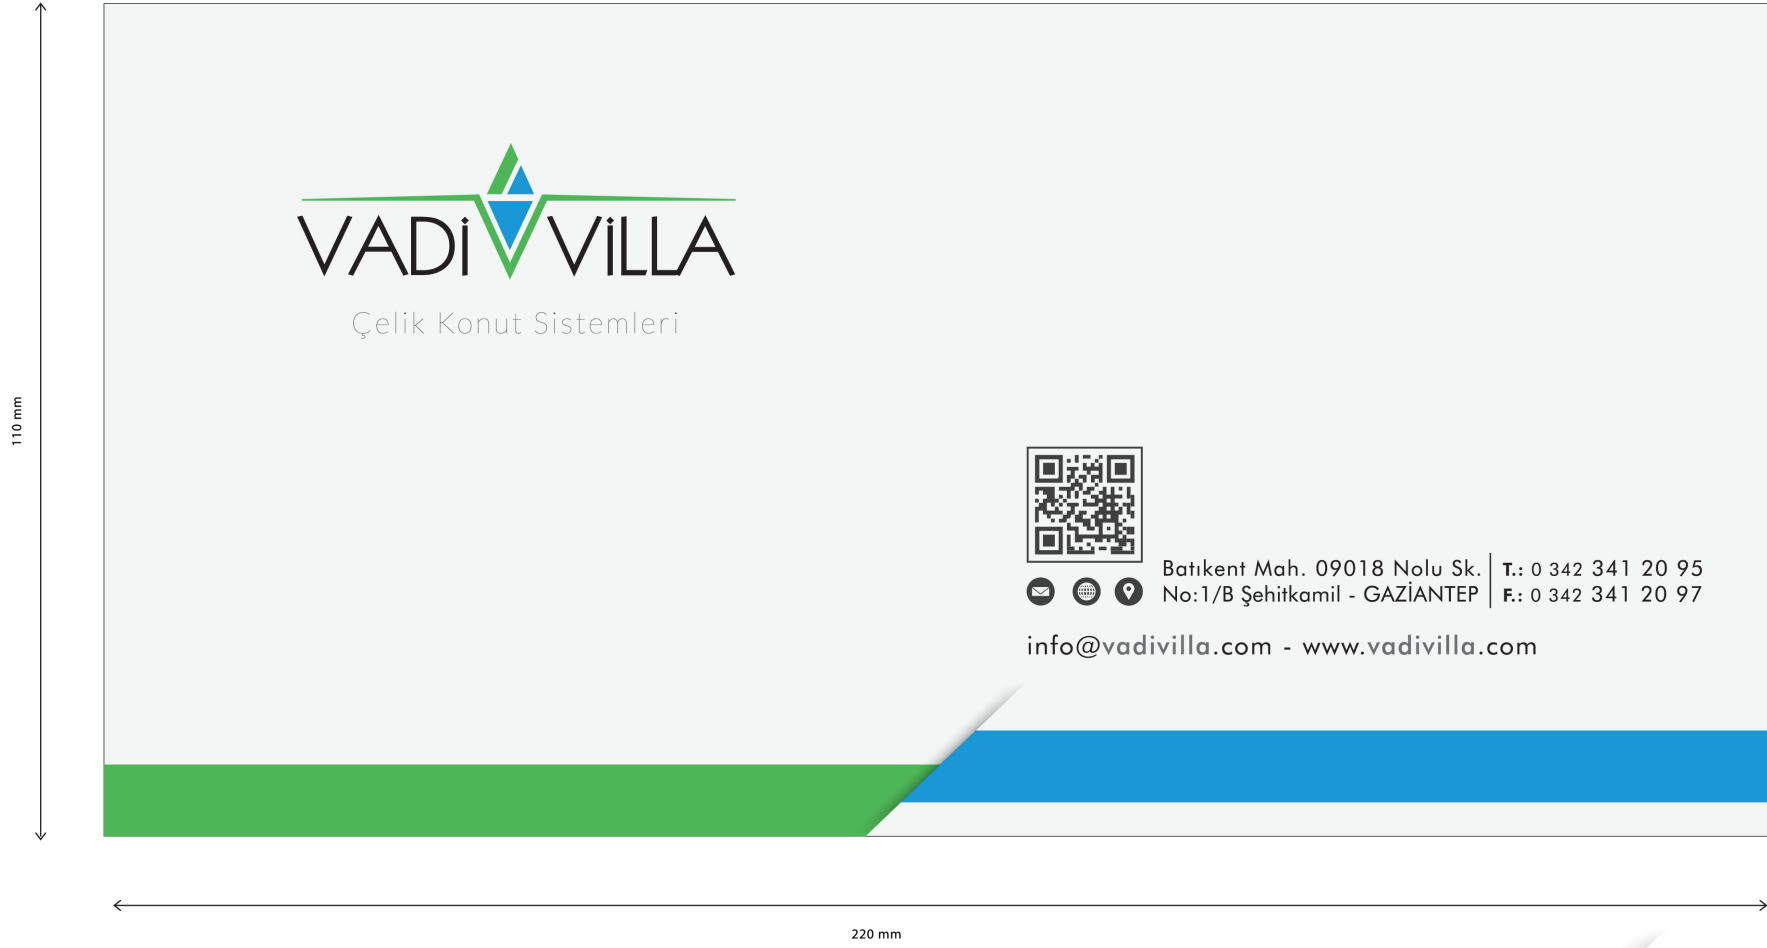 VADİ VİLLA
Çelik Konut Sistemleri
110 mm
Batıkent Mah. 09018 Nolu Sk. T.: 0 342 341 20 95
No:1/B Şehitkamil - GAZİANTEP F.: 0 342 341 20 97
info@vadivilla.com - www.vadivilla.com
220 mm